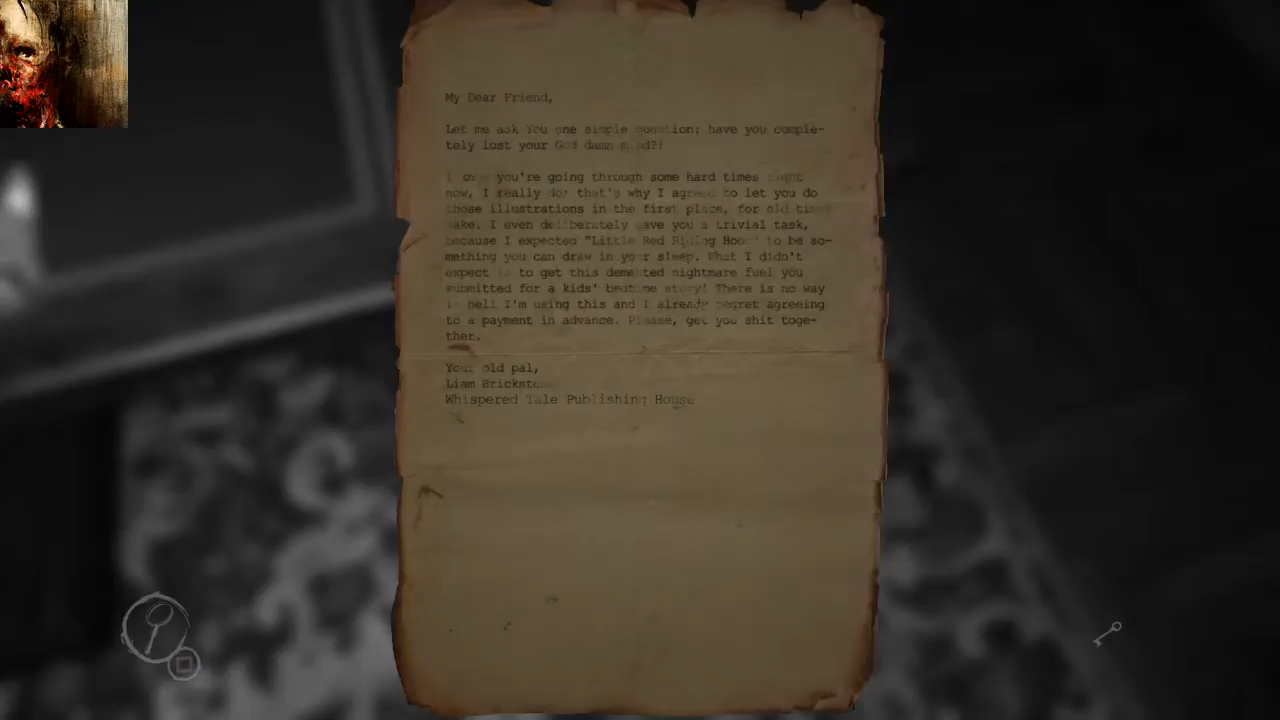 My Dear Friend,
Let me ask You one simple question: have you comple-
tely lost your God damn mind?!
I know you're going through some hard times right
now, I really do: that's why I agreed to let you do
those illustrations in the first place, for old times
sake. I even deliberately gave you a trivial task,
because I expected "Little Red Riding Hood" to be so-
mething you can draw in your sleep. What I didn't
expect is to get this demented nightmare fuel you
submitted for a kids' bedtime story! There is no way
in hell I'm using this and I already regret agreeing
to a payment in advance. Please, get you shit toge-
ther.
Your old pal,
Liam
Whispered Tale Publishing House